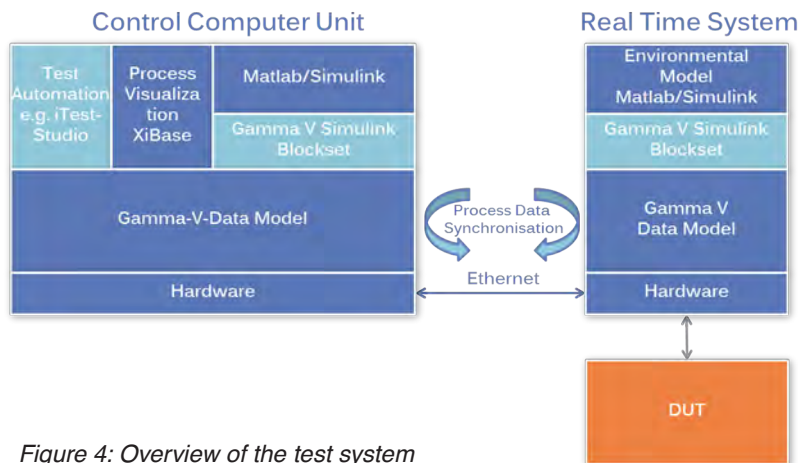 Control Computer Unit
Real Time System
Test
Automation
e.g. iTest-
Studio
Process
Visualiza
tion
XiBase
Matlab/Simulink
Gamma V Simulink
Blockset
Gamma-V-Data Model
Hardware
Process Data
Synchronisation
Ethernet
Environmental
Model
Matlab/Simulink
Gamma V Simulink
Blockset
Gamma V
Data Model
Hardware
DUT
Figure 4: Overview of the test system